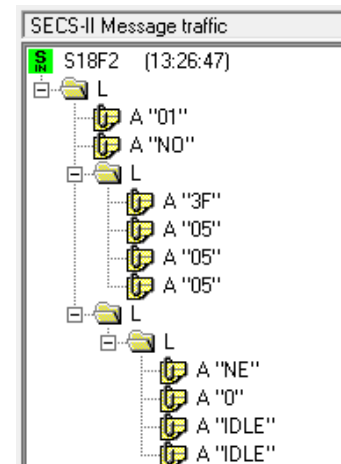 SECS-II Message traffic
S IN S18F2 (13:26:47)
L
A "01"
A "NO"
L
A "3F"
A "05"
A "05"
A "05"
L
L
A "NE"
A "0"
A "IDLE"
A "IDLE"